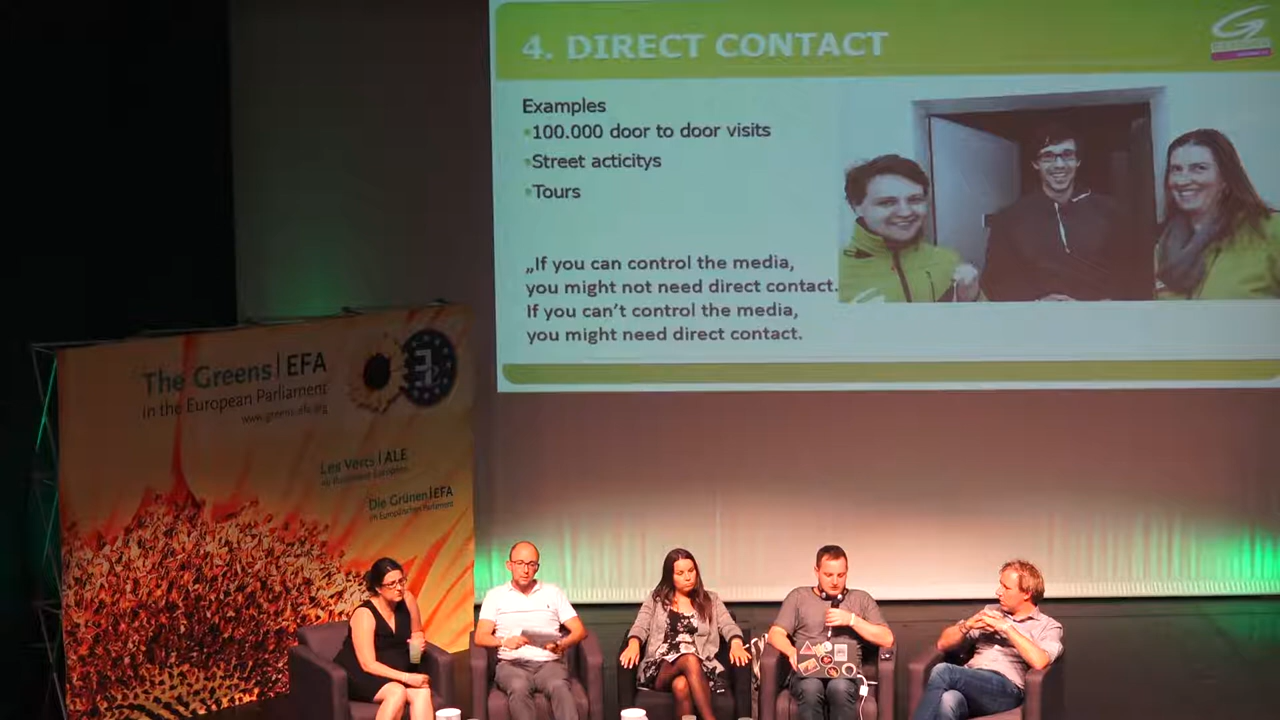 4. DIRECT CONTACT
Examples
100.000 door to door visits
Street acticitys
Tours
„If you can control the media,
you might not need direct contact.
If you can't control the media,
you might need direct contact.
The Greens | EFA
in the European Parliament
www.greens-efa.org
Les Verts | ALE
Die Grünen | EFA
im Europäischen Parlament